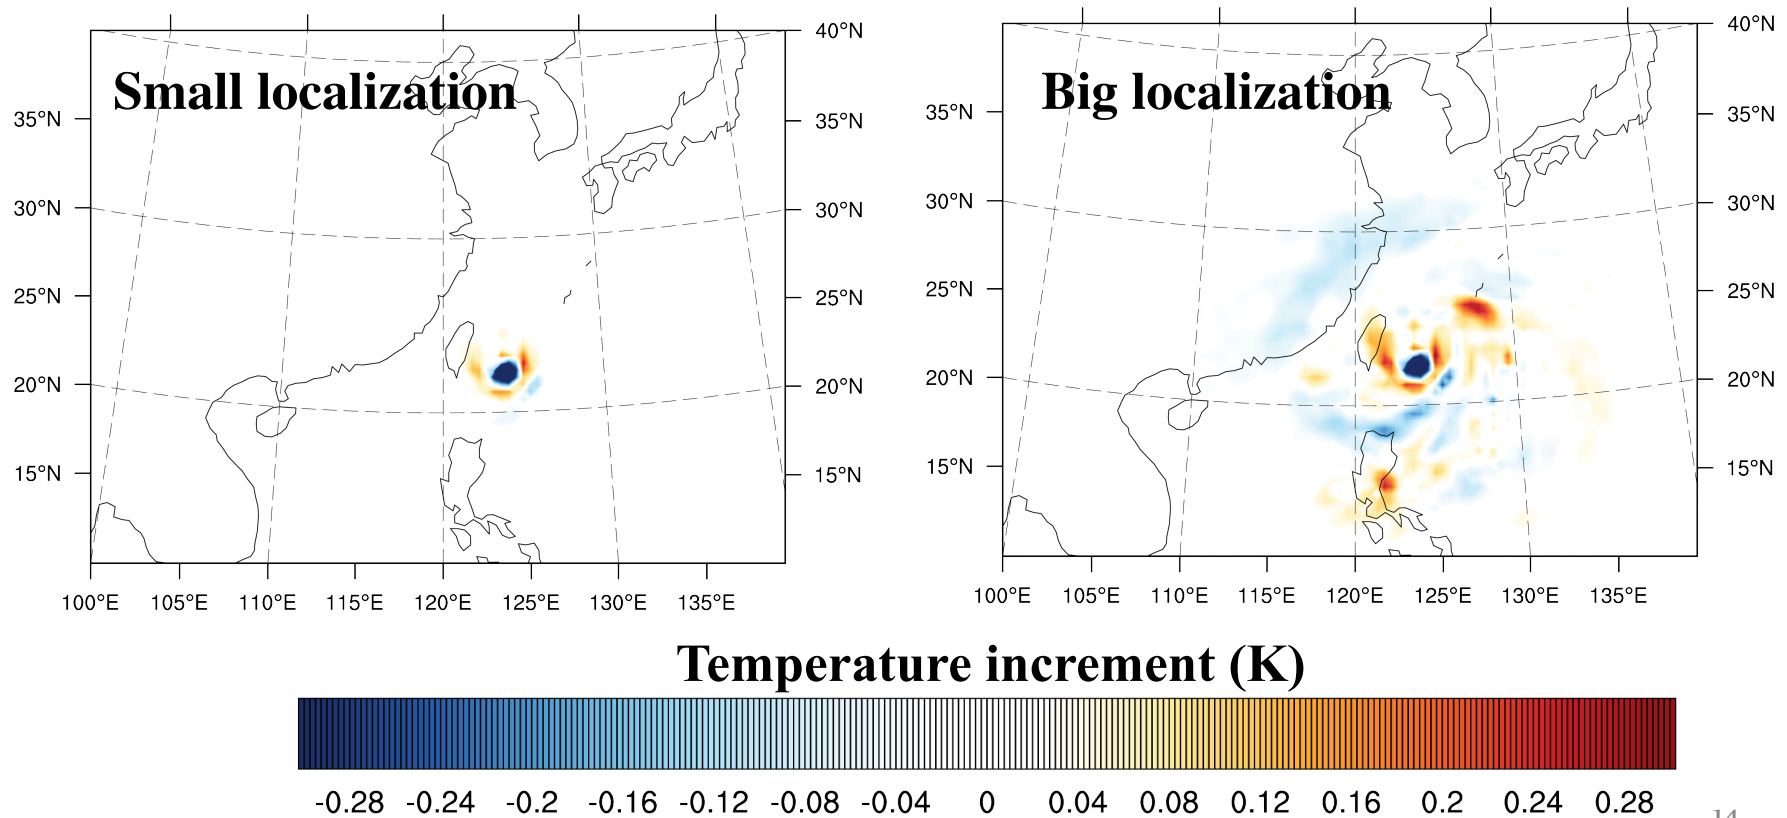 Small localization
Big localization
40°N
35°N
35°N
30°N
30°N
25°N
25°N
20°N
20°N
15°N
15°N
100°E 105°E 110°E 115°E 120°E 125°E 130°E 135°E
40°N
35°N
35°N
30°N
30°N
25°N
25°N
20°N
20°N
15°N
15°N
100°E 105°E 110°E 115°E 120°E 125°E 130°E 135°E
Temperature increment (K)
-0.28 -0.24 -0.2 -0.16 -0.12 -0.08 -0.04 0 0.04 0.08 0.12 0.16 0.2 0.24 0.28